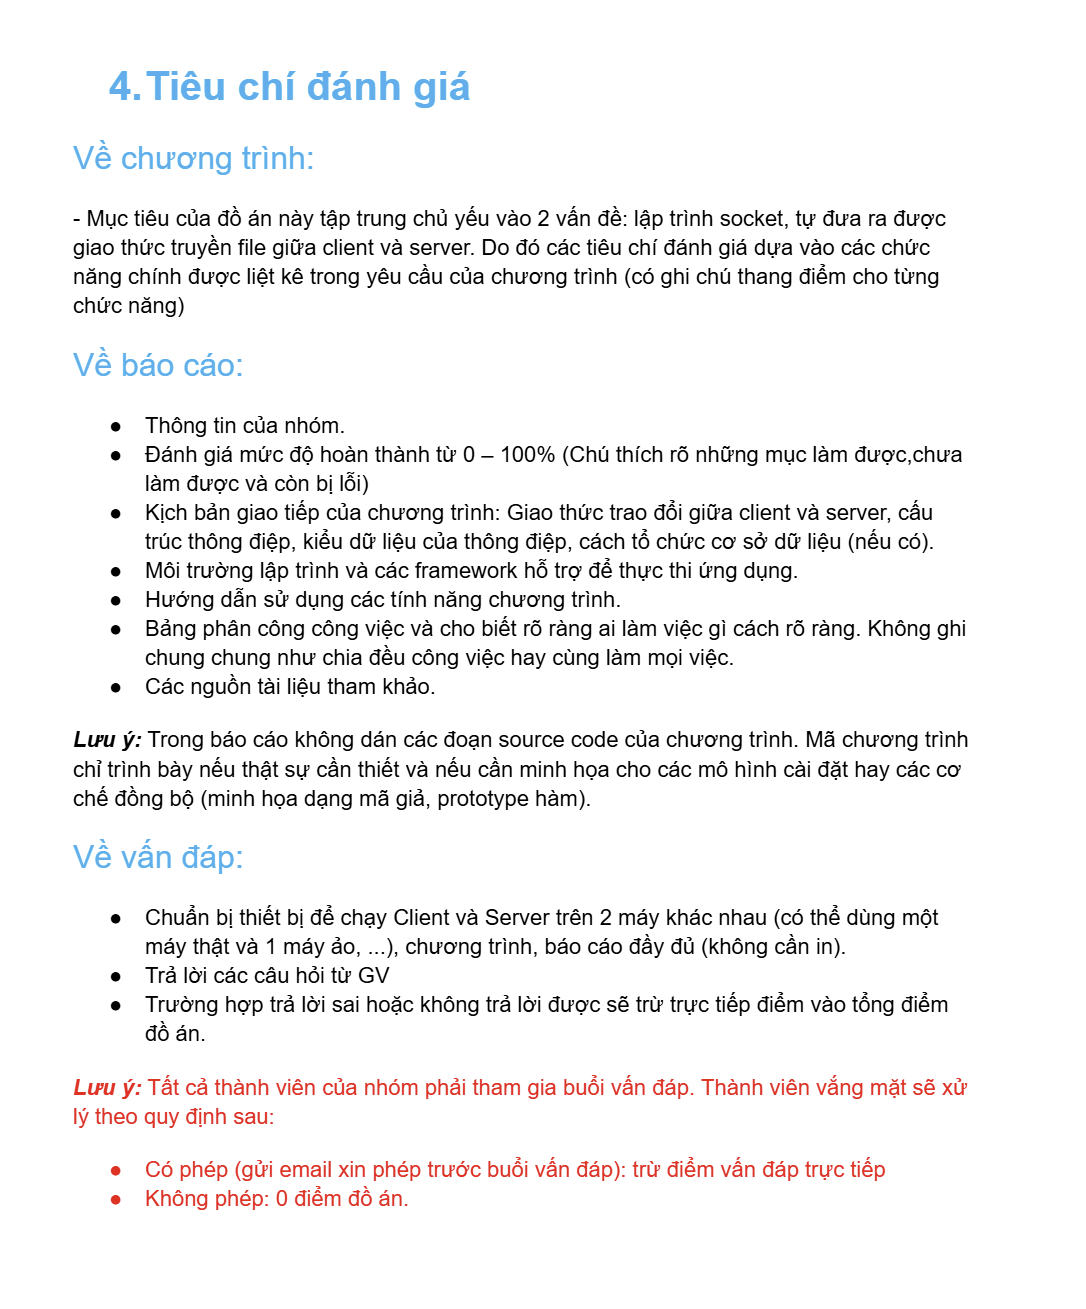 4. Tiêu chí đánh giá
Về chương trình:
- Mục tiêu của đồ án này tập trung chủ yếu vào 2 vấn đề: lập trình socket, tự đưa ra được
giao thức truyền file giữa client và server. Do đó các tiêu chí đánh giá dựa vào các chức
năng chính được liệt kê trong yêu cầu của chương trình (có ghi chú thang điểm cho từng
chức năng)
Về báo cáo:
● Thông tin của nhóm.
● Đánh giá mức độ hoàn thành từ 0 – 100% (Chú thích rõ những mục làm được,chưa
làm được và còn bị lỗi)
● Kịch bản giao tiếp của chương trình: Giao thức trao đổi giữa client và server, cấu
trúc thông điệp, kiểu dữ liệu của thông điệp, cách tổ chức cơ sở dữ liệu (nếu có).
● Môi trường lập trình và các framework hỗ trợ để thực thi ứng dụng.
● Hướng dẫn sử dụng các tính năng chương trình.
● Bảng phân công công việc và cho biết rõ ràng ai làm việc gì cách rõ ràng. Không ghi
chung chung như chia đều công việc hay cùng làm mọi việc.
● Các nguồn tài liệu tham khảo.
Lưu ý: Trong báo cáo không dán các đoạn source code của chương trình. Mã chương trình
chỉ trình bày nếu thật sự cần thiết và nếu cần minh họa cho các mô hình cài đặt hay các cơ
chế đồng bộ (minh họa dạng mã giả, prototype hàm).
Về vấn đáp:
● Chuẩn bị thiết bị để chạy Client và Server trên 2 máy khác nhau (có thể dùng một
máy thật và 1 máy ảo, ...), chương trình, báo cáo đầy đủ (không cần in).
● Trả lời các câu hỏi từ GV
● Trường hợp trả lời sai hoặc không trả lời được sẽ trừ trực tiếp điểm vào tổng điểm
đồ án.
Lưu ý: Tất cả thành viên của nhóm phải tham gia buổi vấn đáp. Thành viên vắng mặt sẽ xử
lý theo quy định sau:
● Có phép (gửi email xin phép trước buổi vấn đáp): trừ điểm vấn đáp trực tiếp
● Không phép: 0 điểm đồ án.